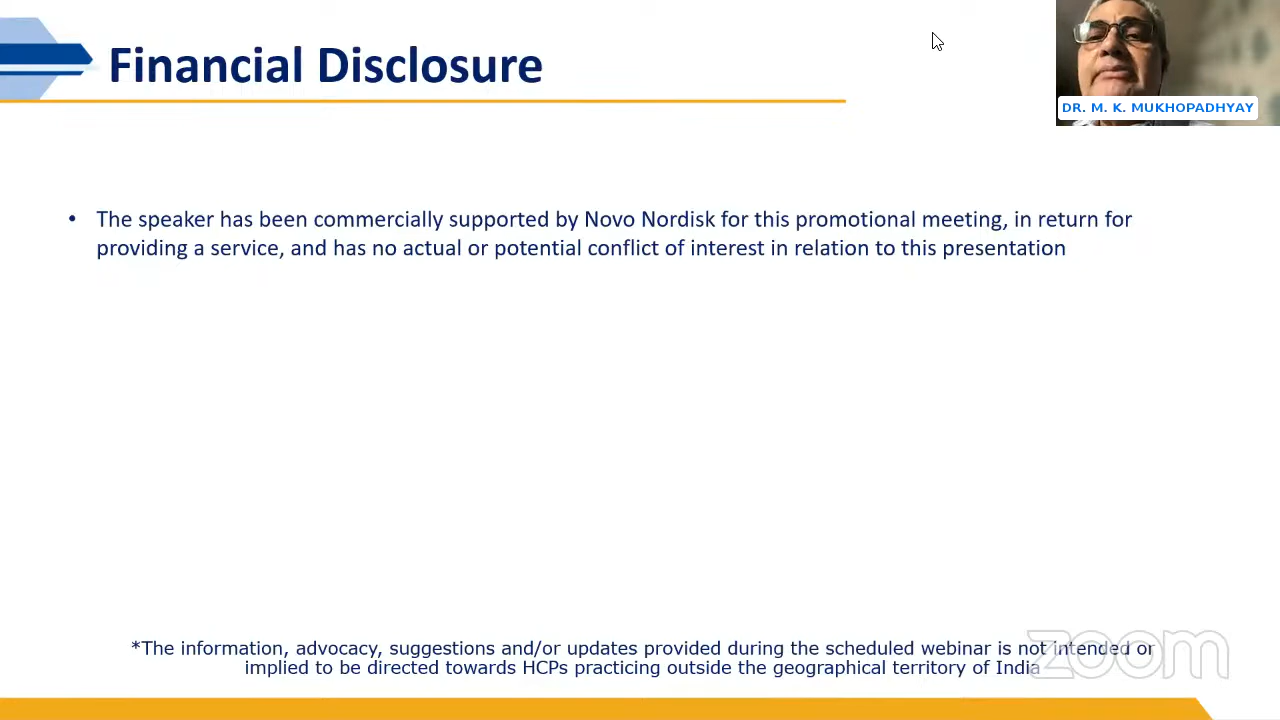 Financial Disclosure
DR. M. K. MUKHOPADHYAY
• The speaker has been commercially supported by Novo Nordisk for this promotional meeting, in return for
providing a service, and has no actual or potential conflict of interest in relation to this presentation
*The information, advocacy, suggestions and/or updates provided during the scheduled webinar is not intended or
implied to be directed towards HCPs practicing outside the geographical territory of India
zoom